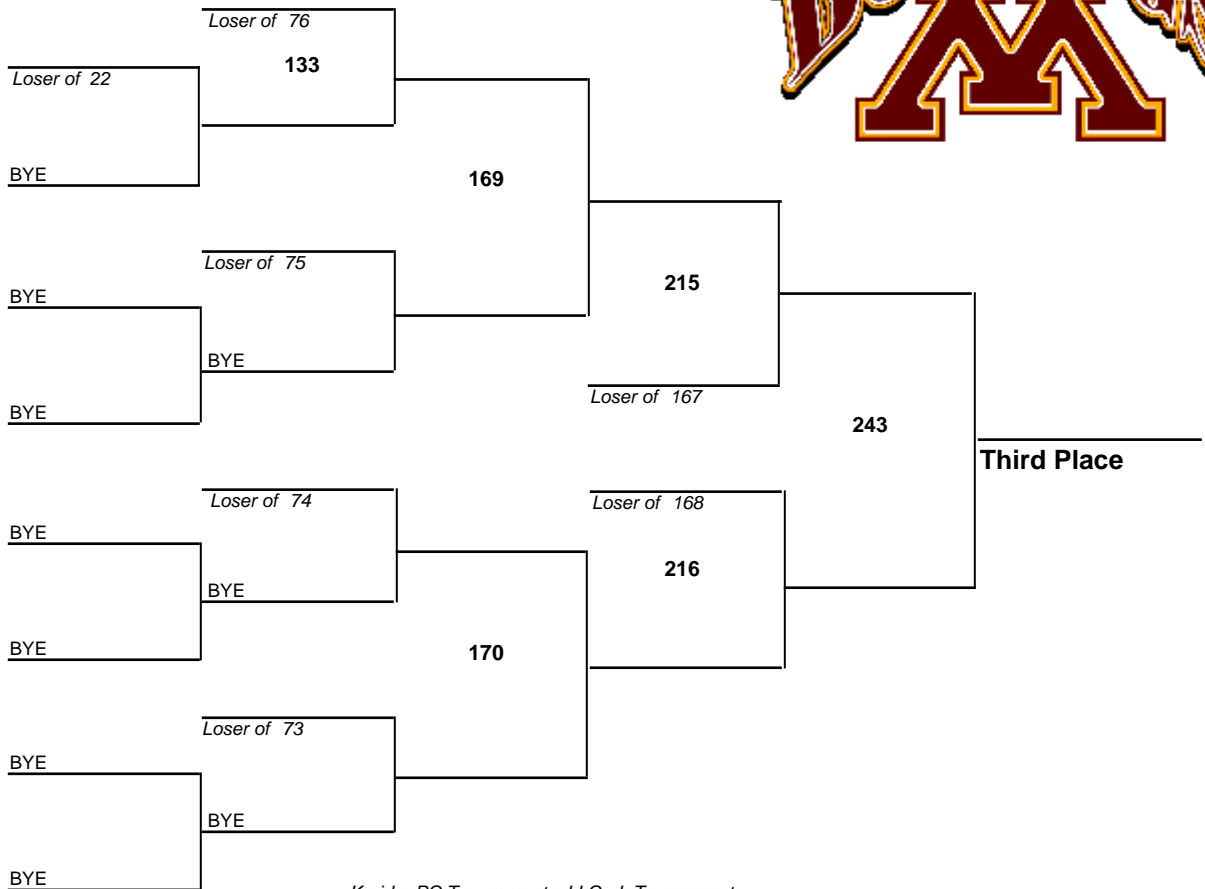 Loser of 76
133
Loser of 22
BYE
169
Loser of 75
215
BYE
BYE
Loser of 167
BYE
243
Third Place
Loser of 74
Loser of 168
BYE
216
BYE
BYE
170
Loser of 73
BYE
BYE
BYE